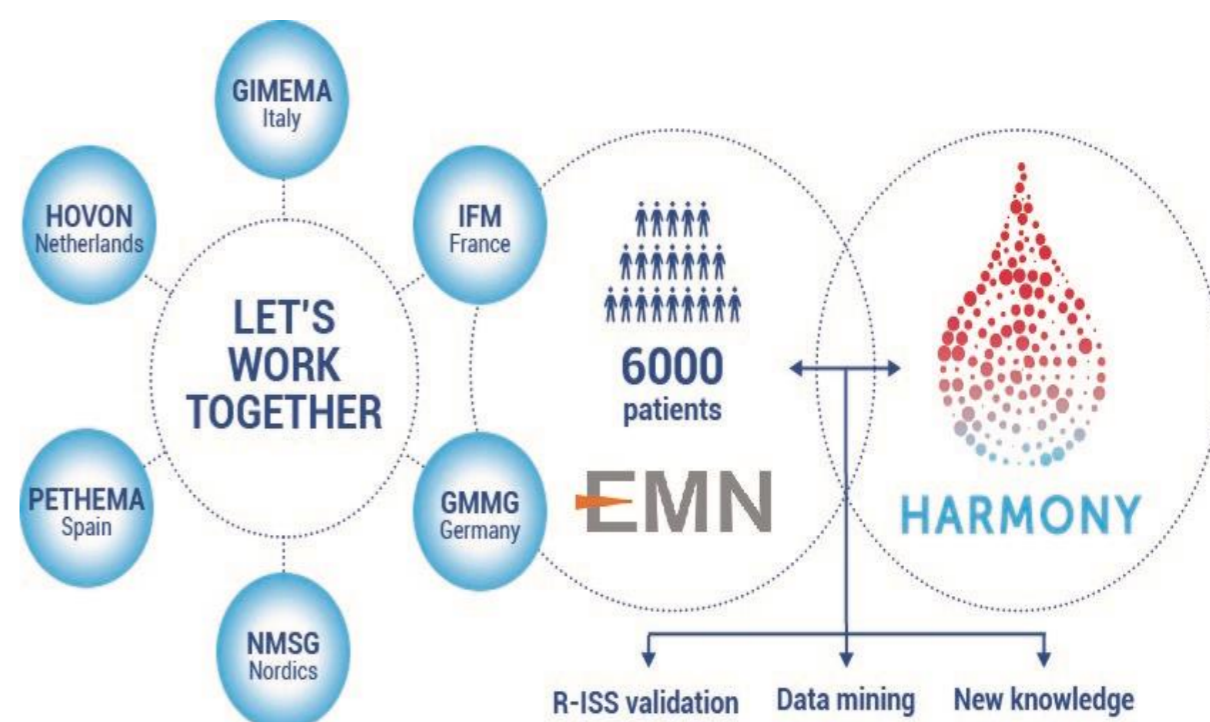 GIMEMA
Italy
HOVON
Netherlands
IFM
France
LET'S
WORK
TOGETHER
PETHEMA
Spain
GMMG
Germany
NMSG
Nordics
6000
patients
EMN
HARMONY
R-ISS validation
Data mining
New knowledge